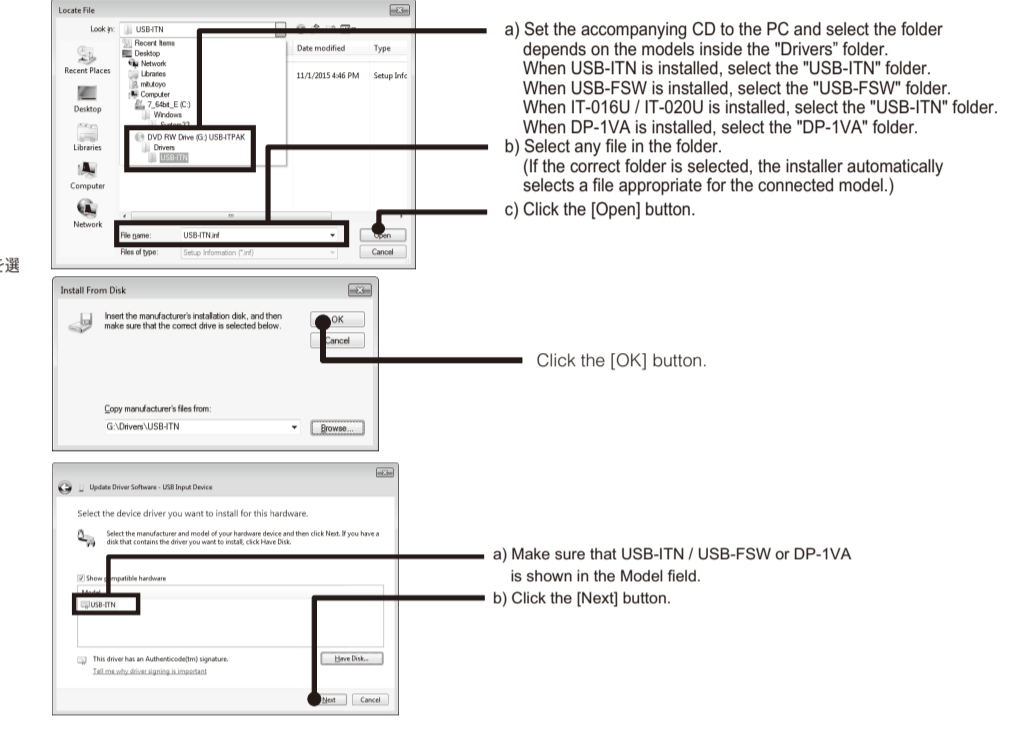 Locate File
Look in: USB-ITN
Recent Items
Desktop
Network
Libraries
mitutoyo
Computer
7_64bit_E (C:)
Windows
DVD RW Drive (G:) USB-ITPAK
Drivers
USB-ITN
Date modified Type
11/1/2015 4:46 PM Setup Infc
Recent Places
Desktop
Libraries
Computer
Network
File name: USB-ITN.inf
Open
Files of type: Setup Information (*.inf)
Cancel
a) Set the accompanying CD to the PC and select the folder
depends on the models inside the "Drivers” folder.
When USB-ITN is installed, select the "USB-ITN" folder.
When USB-FSW is installed, select the "USB-FSW" folder.
When IT-016U / IT-020U is installed, select the "USB-ITN" folder.
When DP-1VA is installed, select the "DP-1VA" folder.
b) Select any file in the folder.
(If the correct folder is selected, the installer automatically
selects a file appropriate for the connected model.)
c) Click the [Open] button.
を選
Install From Disk
Insert the manufacturer's installation disk, and then
make sure that the correct drive is selected below.
OK
Cancel
Copy manufacturer's files from:
G:\Drivers\USB-ITN
Browse...
Click the [OK] button.
Update Driver Software - USB Input Device
Select the device driver you want to install for this hardware.
Select the manufacturer and model of your hardware device and then click Next. If you have a
disk that contains the driver you want to install, click Have Disk.
Show compatible hardware
Model
USB-ITN
This driver has an Authenticode(tm) signature.
Tell me why driver signing is important
Have Disk...
Next Cancel
a) Make sure that USB-ITN / USB-FSW or DP-1VA
is shown in the Model field.
b) Click the [Next] button.